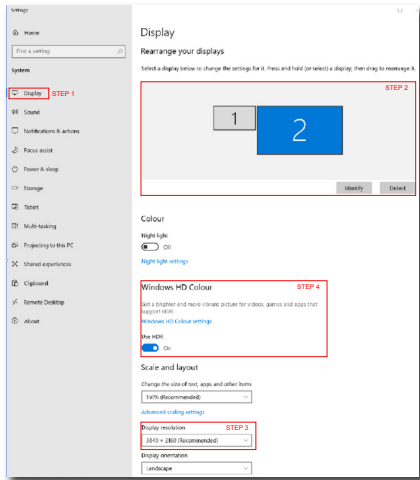 Settings
Home
Find a setting
System
Display STEP 1
Sound
Notifications & actions
Focus assist
Power & sleep
Storage
Tablet
Multi-tasking
Projecting to this PC
Shared experiences
Clipboard
Remote Desktop
About
Display
Rearrange your displays
Select a display below to change the settings for it. Press and hold (or select) a display, then drag to rearrange it.
STEP 2
1 2
Identify Detect
Colour
Night light
Off
Night light settings
Windows HD Colour STEP 4
Get a brighter and more vibrant picture for videos, games and apps that
support HDR.
Windows HD Colour settings
Use HDR
On
Scale and layout
Change the size of text, apps and other items
150% (Recommended)
Advanced scaling settings
Display resolution STEP 3
3840 × 2160 (Recommended)
Display orientation
Landscape